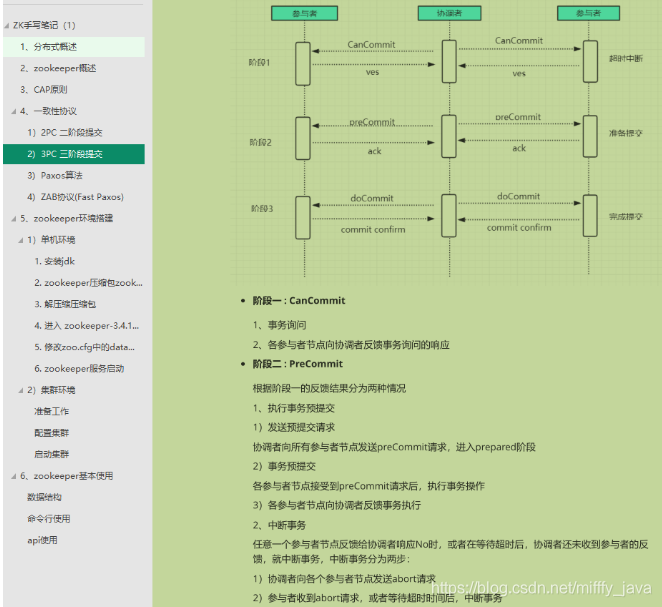 ZK手写笔记（1）
1、分布式概述
2、zookeeper概述
3、CAP原则
4、一致性协议
1）2PC 二阶段提交
2）3PC 三阶段提交
3）Paxos算法
4）ZAB协议(Fast Paxos)
5、zookeeper环境搭建
1）单机环境
1. 安装jdk
2. zookeeper压缩包zook...
3. 解压缩压缩包
4. 进入 zookeeper-3.4.1...
5. 修改zoo.cfg中的data...
6. zookeeper服务启动
2）集群环境
准备工作
配置集群
启动集群
6、zookeeper基本使用
数据结构
命令行使用
api使用
参与者 协调者 参与者
CanCommit CanCommit
阶段1 超时中断
yes yes
preCommit preCommit
阶段2 准备提交
ack ack
doCommit doCommit
阶段3 完成提交
commit confirm commit confirm
• 阶段一：CanCommit
1、事务询问
2、各参与者节点向协调者反馈事务询问的响应
• 阶段二：PreCommit
根据阶段一的反馈结果分为两种情况
1、执行事务预提交
1）发送预提交请求
协调者向所有参与者节点发送preCommit请求，进入prepared阶段
2）事务预提交
各参与者节点接受到preCommit请求后，执行事务操作
3）各参与者节点向协调者反馈事务执行
2、中断事务
任意一个参与者节点反馈给协调者响应No时，或者在等待超时后，协调者还未收到参与者的反
馈，就中断事务，中断事务分为两步：
1）协调者向各个参与者节点发送abort请求
2）参与者收到abort请求，或者等待超时时间后，中断事务
https://blog.csdn.net/mifffy_java